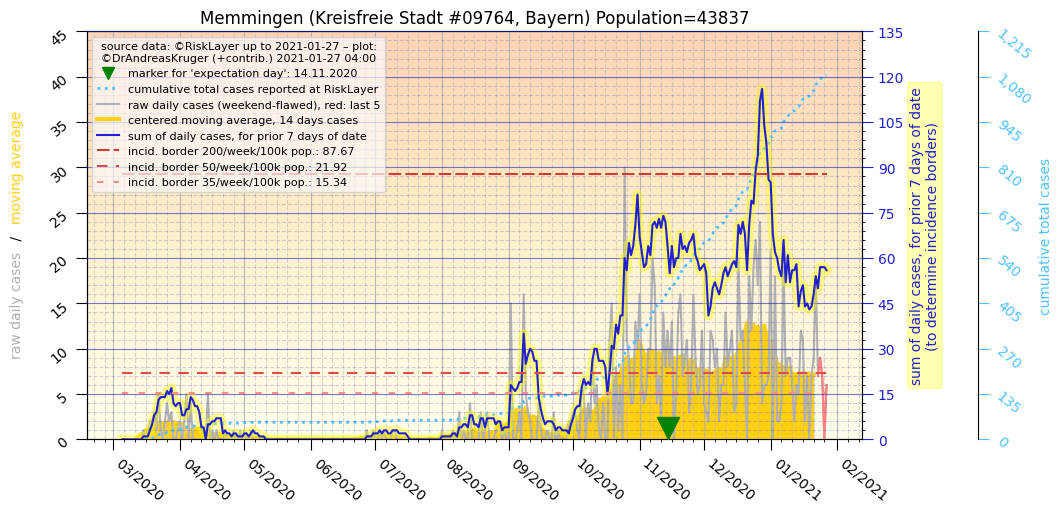 Memmingen (Kreisfreie Stadt #09764, Bayern) Population=43837
source data: ©RiskLayer up to 2021-01-27 – plot:
©DrAndreasKruger (+contrib.) 2021-01-27 04:00
marker for 'expectation day': 14.11.2020
cumulative total cases reported at RiskLayer
raw daily cases (weekend-flawed), red: last 5
centered moving average, 14 days cases
sum of daily cases, for prior 7 days of date
incid. border 200/week/100k pop.: 87.67
incid. border 50/week/100k pop.: 21.92
incid. border 35/week/100k pop.: 15.34
raw daily cases / moving average
45
40
35
30
25
20
15
10
5
0
03/2020
04/2020
05/2020
06/2020
07/2020
08/2020
09/2020
10/2020
11/2020
12/2020
01/2021
02/2021
135
120
105
90
75
60
45
30
15
0
sum of daily cases, for prior 7 days of date
(to determine incidence borders)
1,215
1,080
945
810
675
540
405
270
135
0
cumulative total cases